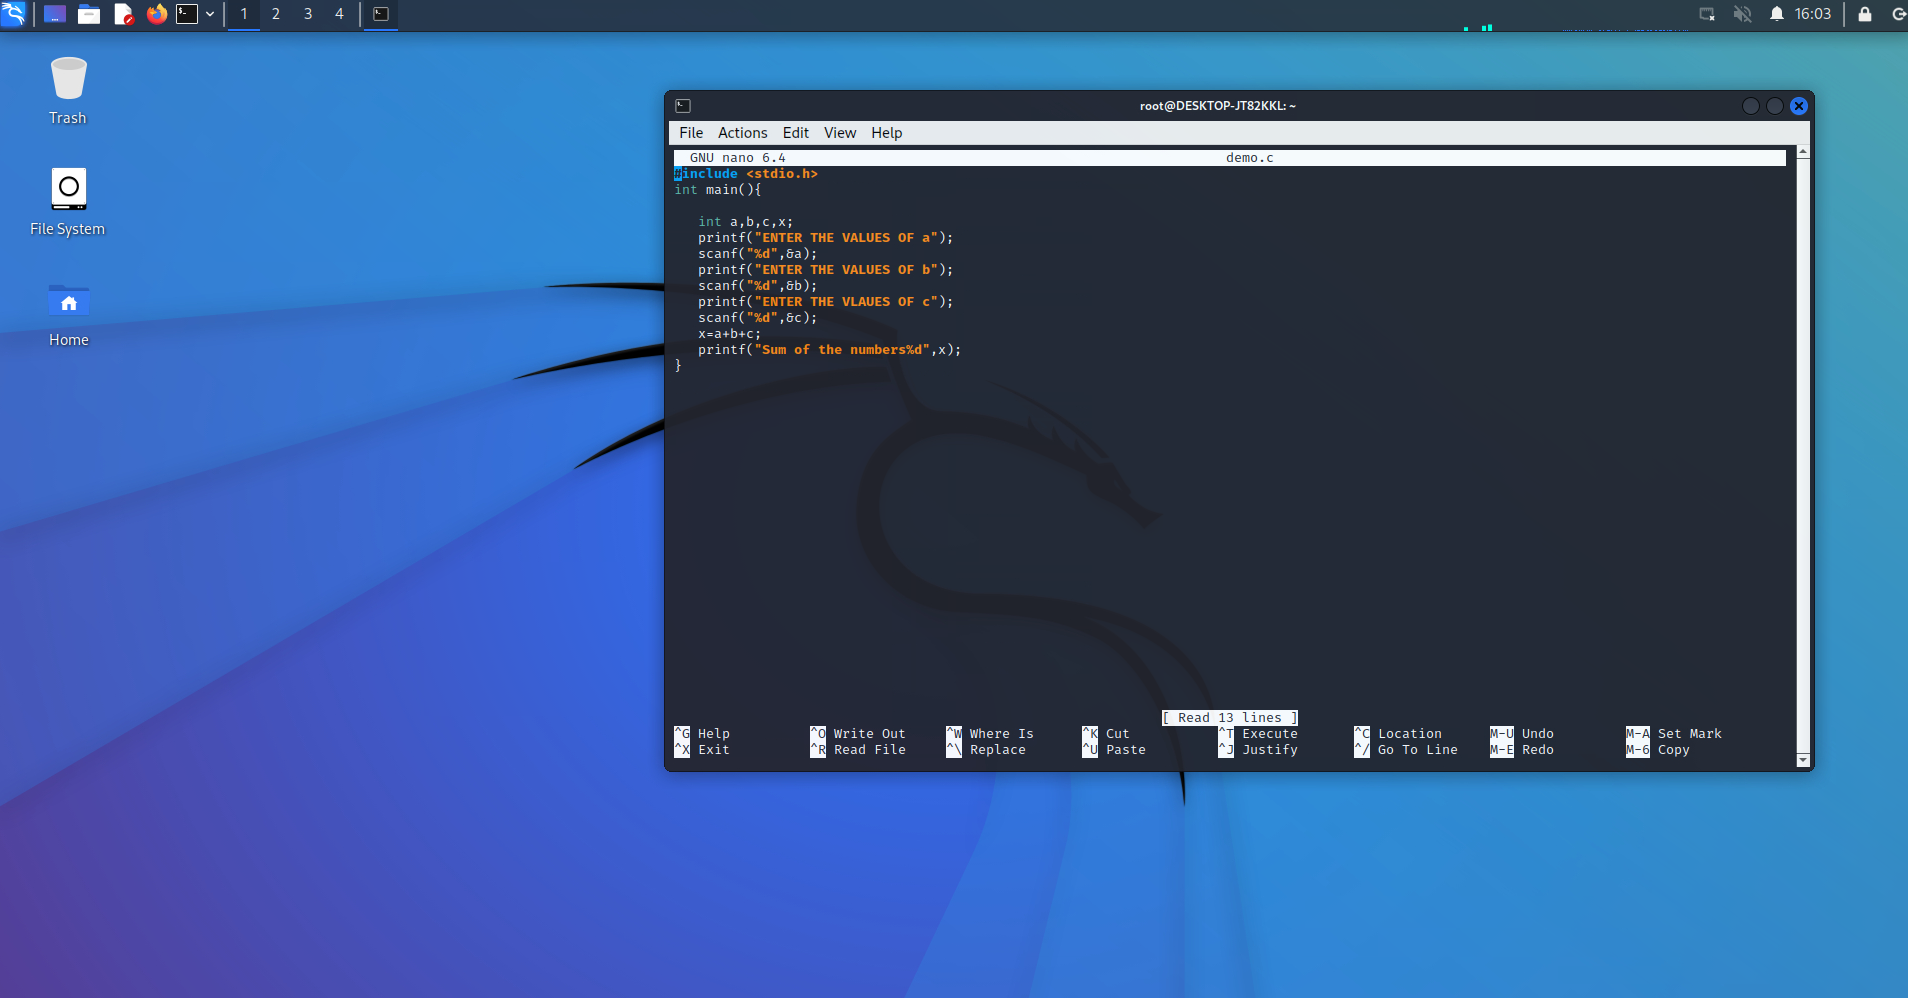 1 2 3 4
16:03
Trash
File System
Home
root@DESKTOP-JT82KKL: ~
File Actions Edit View Help
GNU nano 6.4 demo.c
#include <stdio.h>
int main(){
int a,b,c,x;
printf("ENTER THE VALUES OF a");
scanf("%d",&a);
printf("ENTER THE VALUES OF b");
scanf("%d",&b);
printf("ENTER THE VLAUES OF c");
scanf("%d",&c);
x=a+b+c;
printf("Sum of the numbers%d",x);
}
[ Read 13 lines ]
^G Help ^O Write Out ^W Where Is ^K Cut ^T Execute ^C Location M-U Undo M-A Set Mark
^X Exit ^R Read File ^\ Replace ^U Paste ^J Justify ^/ Go To Line M-E Redo M-6 Copy